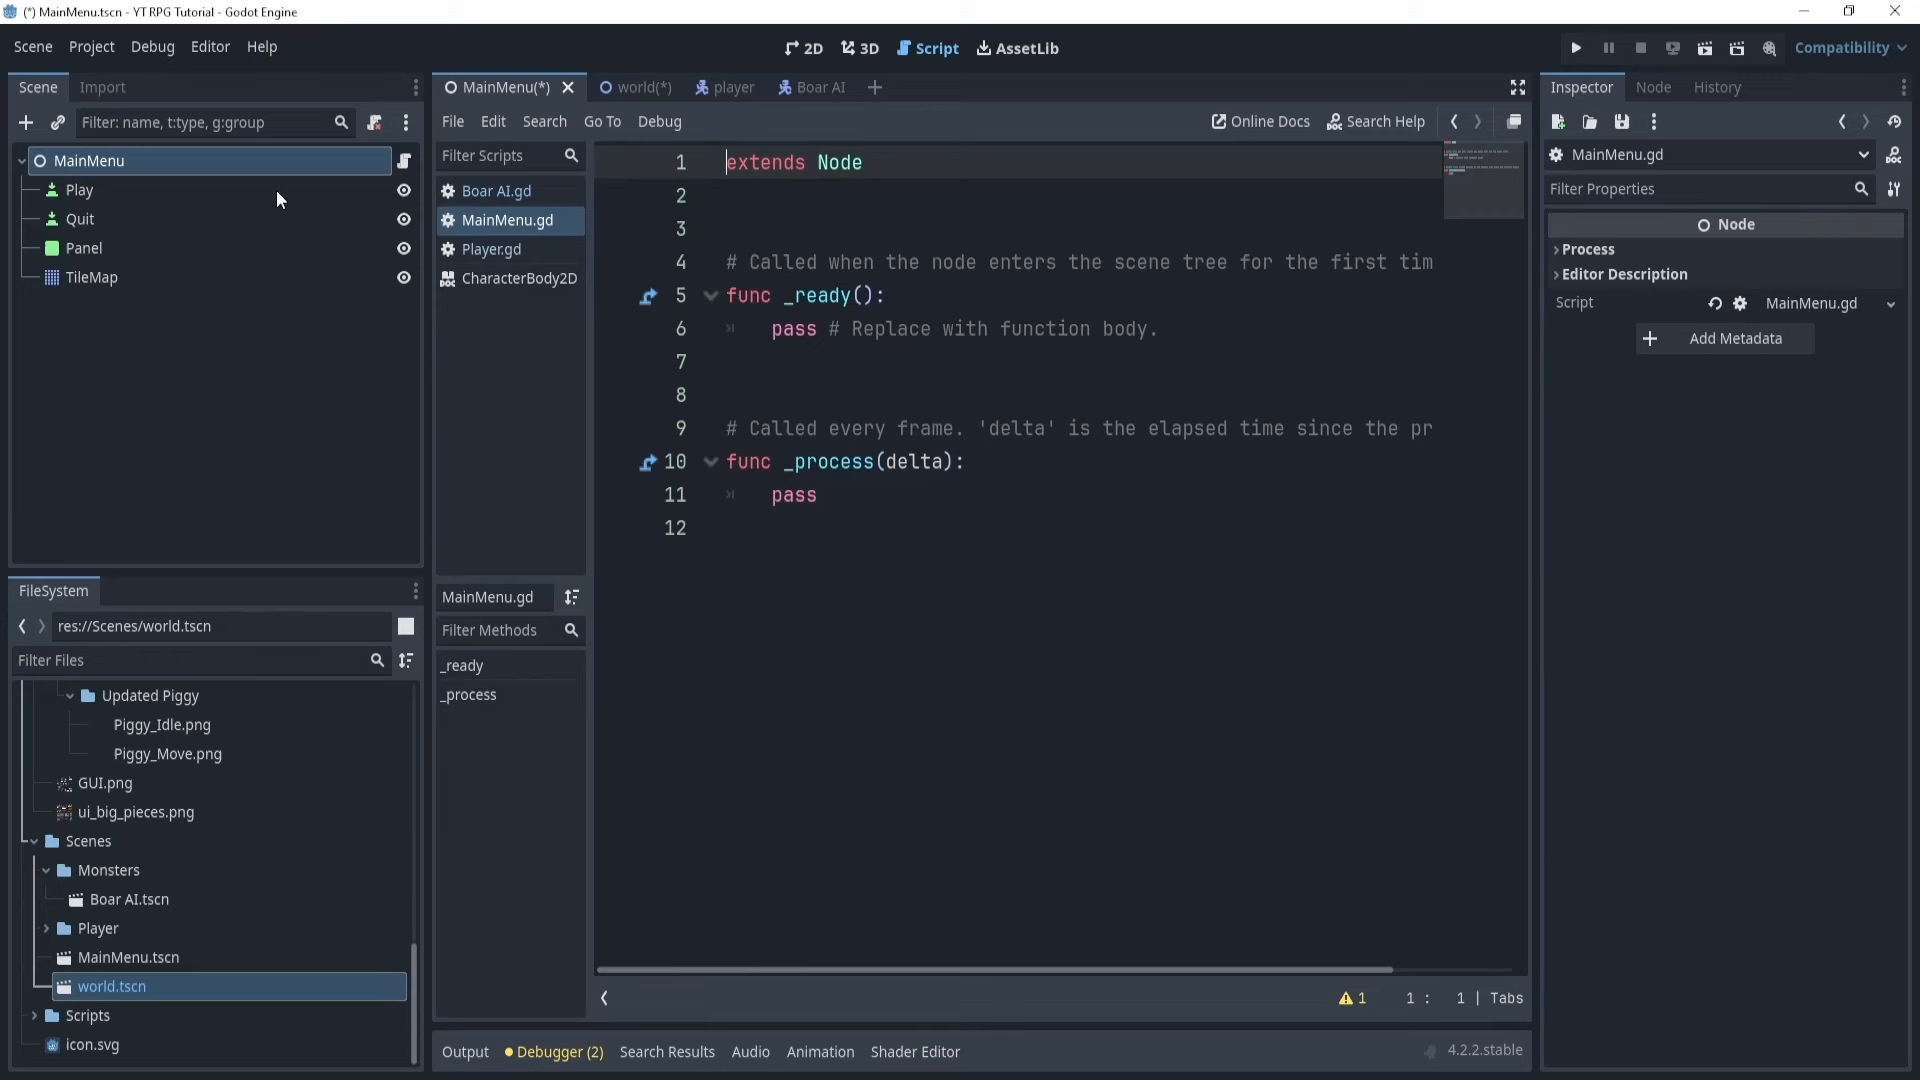 (*) MainMenu.tscn - YT RPG Tutorial - Godot Engine
Scene Project Debug Editor Help
2D 3D Script AssetLib
Compatibility
Scene Import
Filter: name, t:type, g:group
MainMenu
Play
Quit
Panel
TileMap
FileSystem
res://Scenes/world.tscn
Filter Files
Updated Piggy
Piggy_Idle.png
Piggy_Move.png
GUI.png
ui_big_pieces.png
Scenes
Monsters
Boar AI.tscn
Player
MainMenu.tscn
world.tscn
Scripts
icon.svg
MainMenu(*) world(*) player Boar AI
File Edit Search Go To Debug
Online Docs Search Help
Filter Scripts
Boar AI.gd
MainMenu.gd
Player.gd
CharacterBody2D
MainMenu.gd
Filter Methods
_ready
_process
1 extends Node
2
3
4 # Called when the node enters the scene tree for the first tim
5 func _ready():
6 pass # Replace with function body.
7
8
9 # Called every frame. 'delta' is the elapsed time since the pr
10 func _process(delta):
11 pass
12
1 1 : 1 | Tabs
Output Debugger (2) Search Results Audio Animation Shader Editor
4.2.2.stable
Inspector Node History
MainMenu.gd
Filter Properties
Node
Process
Editor Description
Script MainMenu.gd
Add Metadata